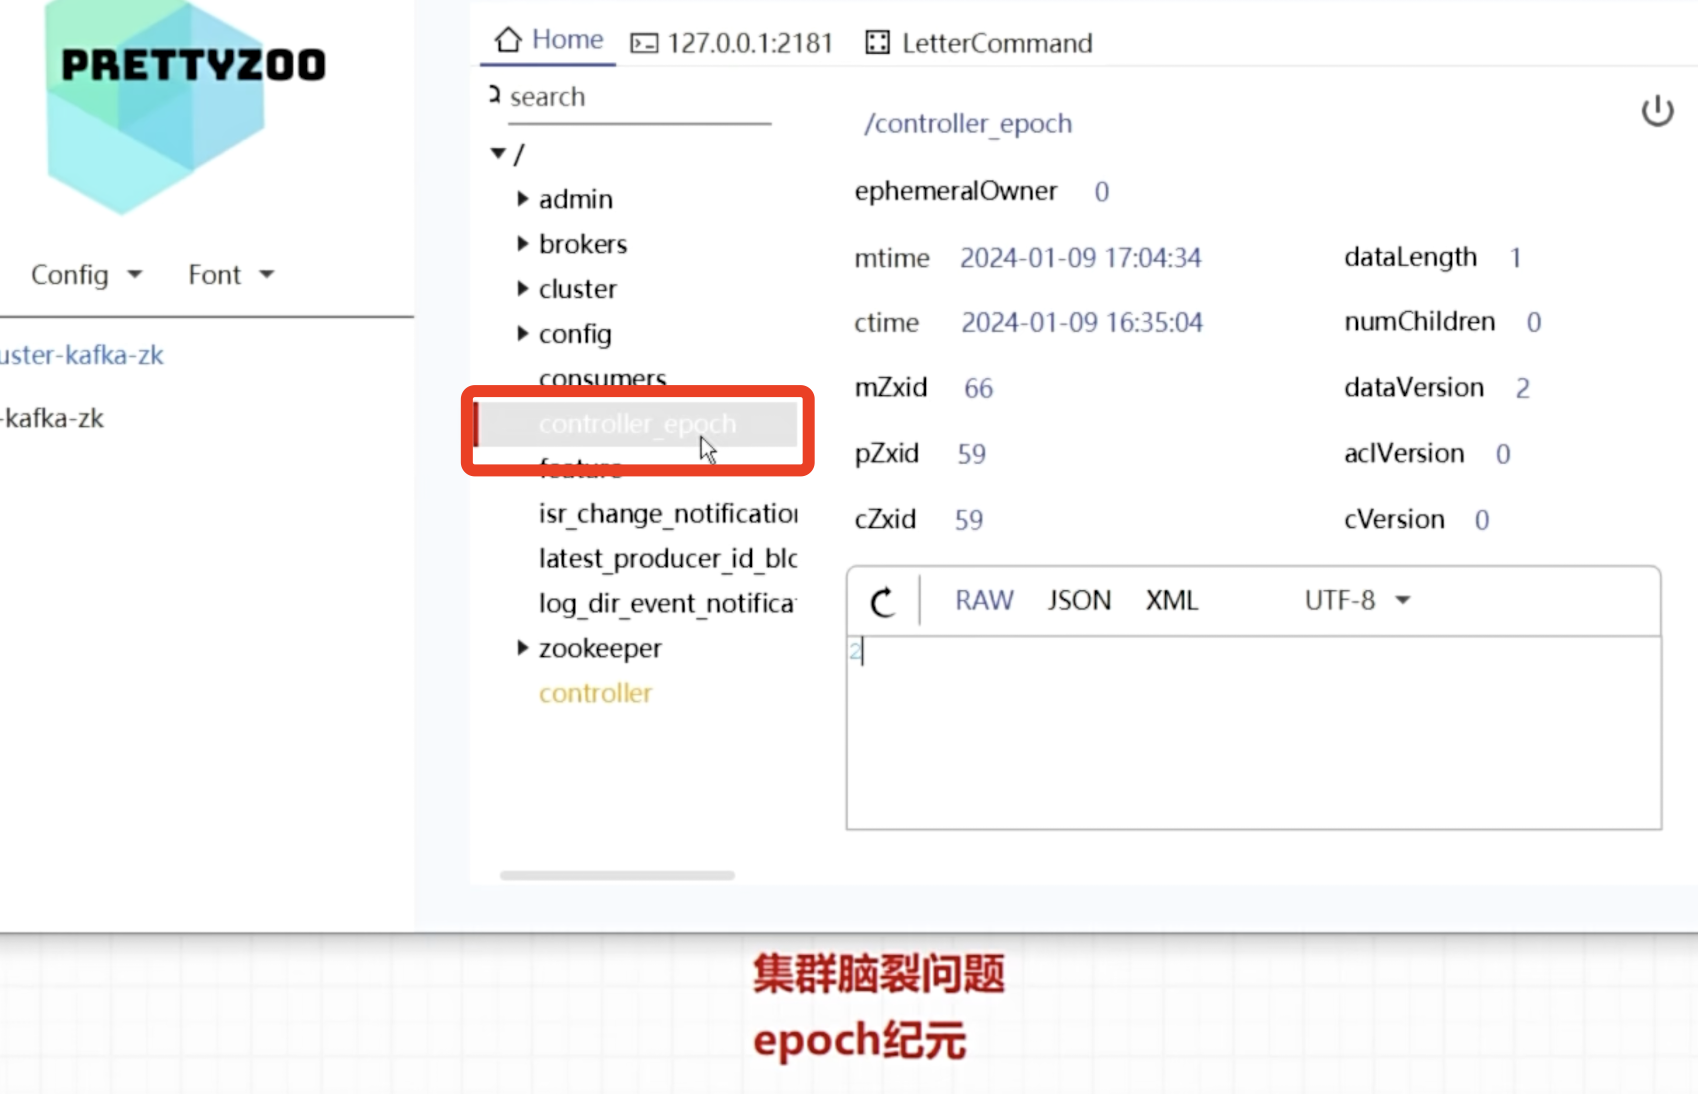 PRETTYZOO
Config Font
uster-kafka-zk
-kafka-zk
Home 127.0.0.1:2181 LetterCommand
search
/
admin
brokers
cluster
config
consumers
controller_epoch
feature
isr_change_notification
latest_producer_id_blo
log_dir_event_notifica
zookeeper
controller
/controller_epoch
ephemeralOwner 0
mtime 2024-01-09 17:04:34 dataLength 1
ctime 2024-01-09 16:35:04 numChildren 0
mZxid 66 dataVersion 2
pZxid 59 aclVersion 0
cZxid 59 cVersion 0
RAW JSON XML UTF-8
2
集群脑裂问题
epoch纪元